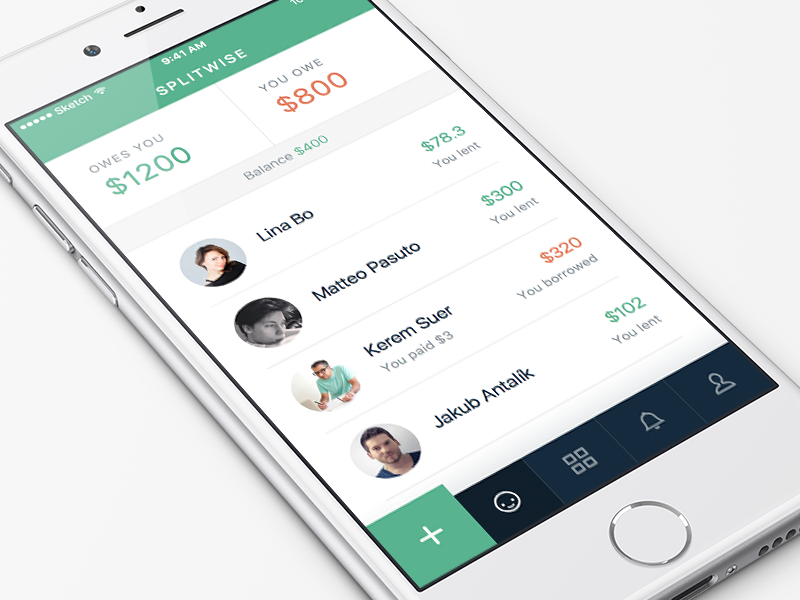 Sketch
9:41 AM
SPLITWISE
OWES YOU
$1200
YOU OWE
$800
Balance $400
Lina Bo
$78.3
You lent
Matteo Pasuto
$300
You lent
Kerem Suer
You paid $3
$320
You borrowed
Jakub Antalik
$102
You lent